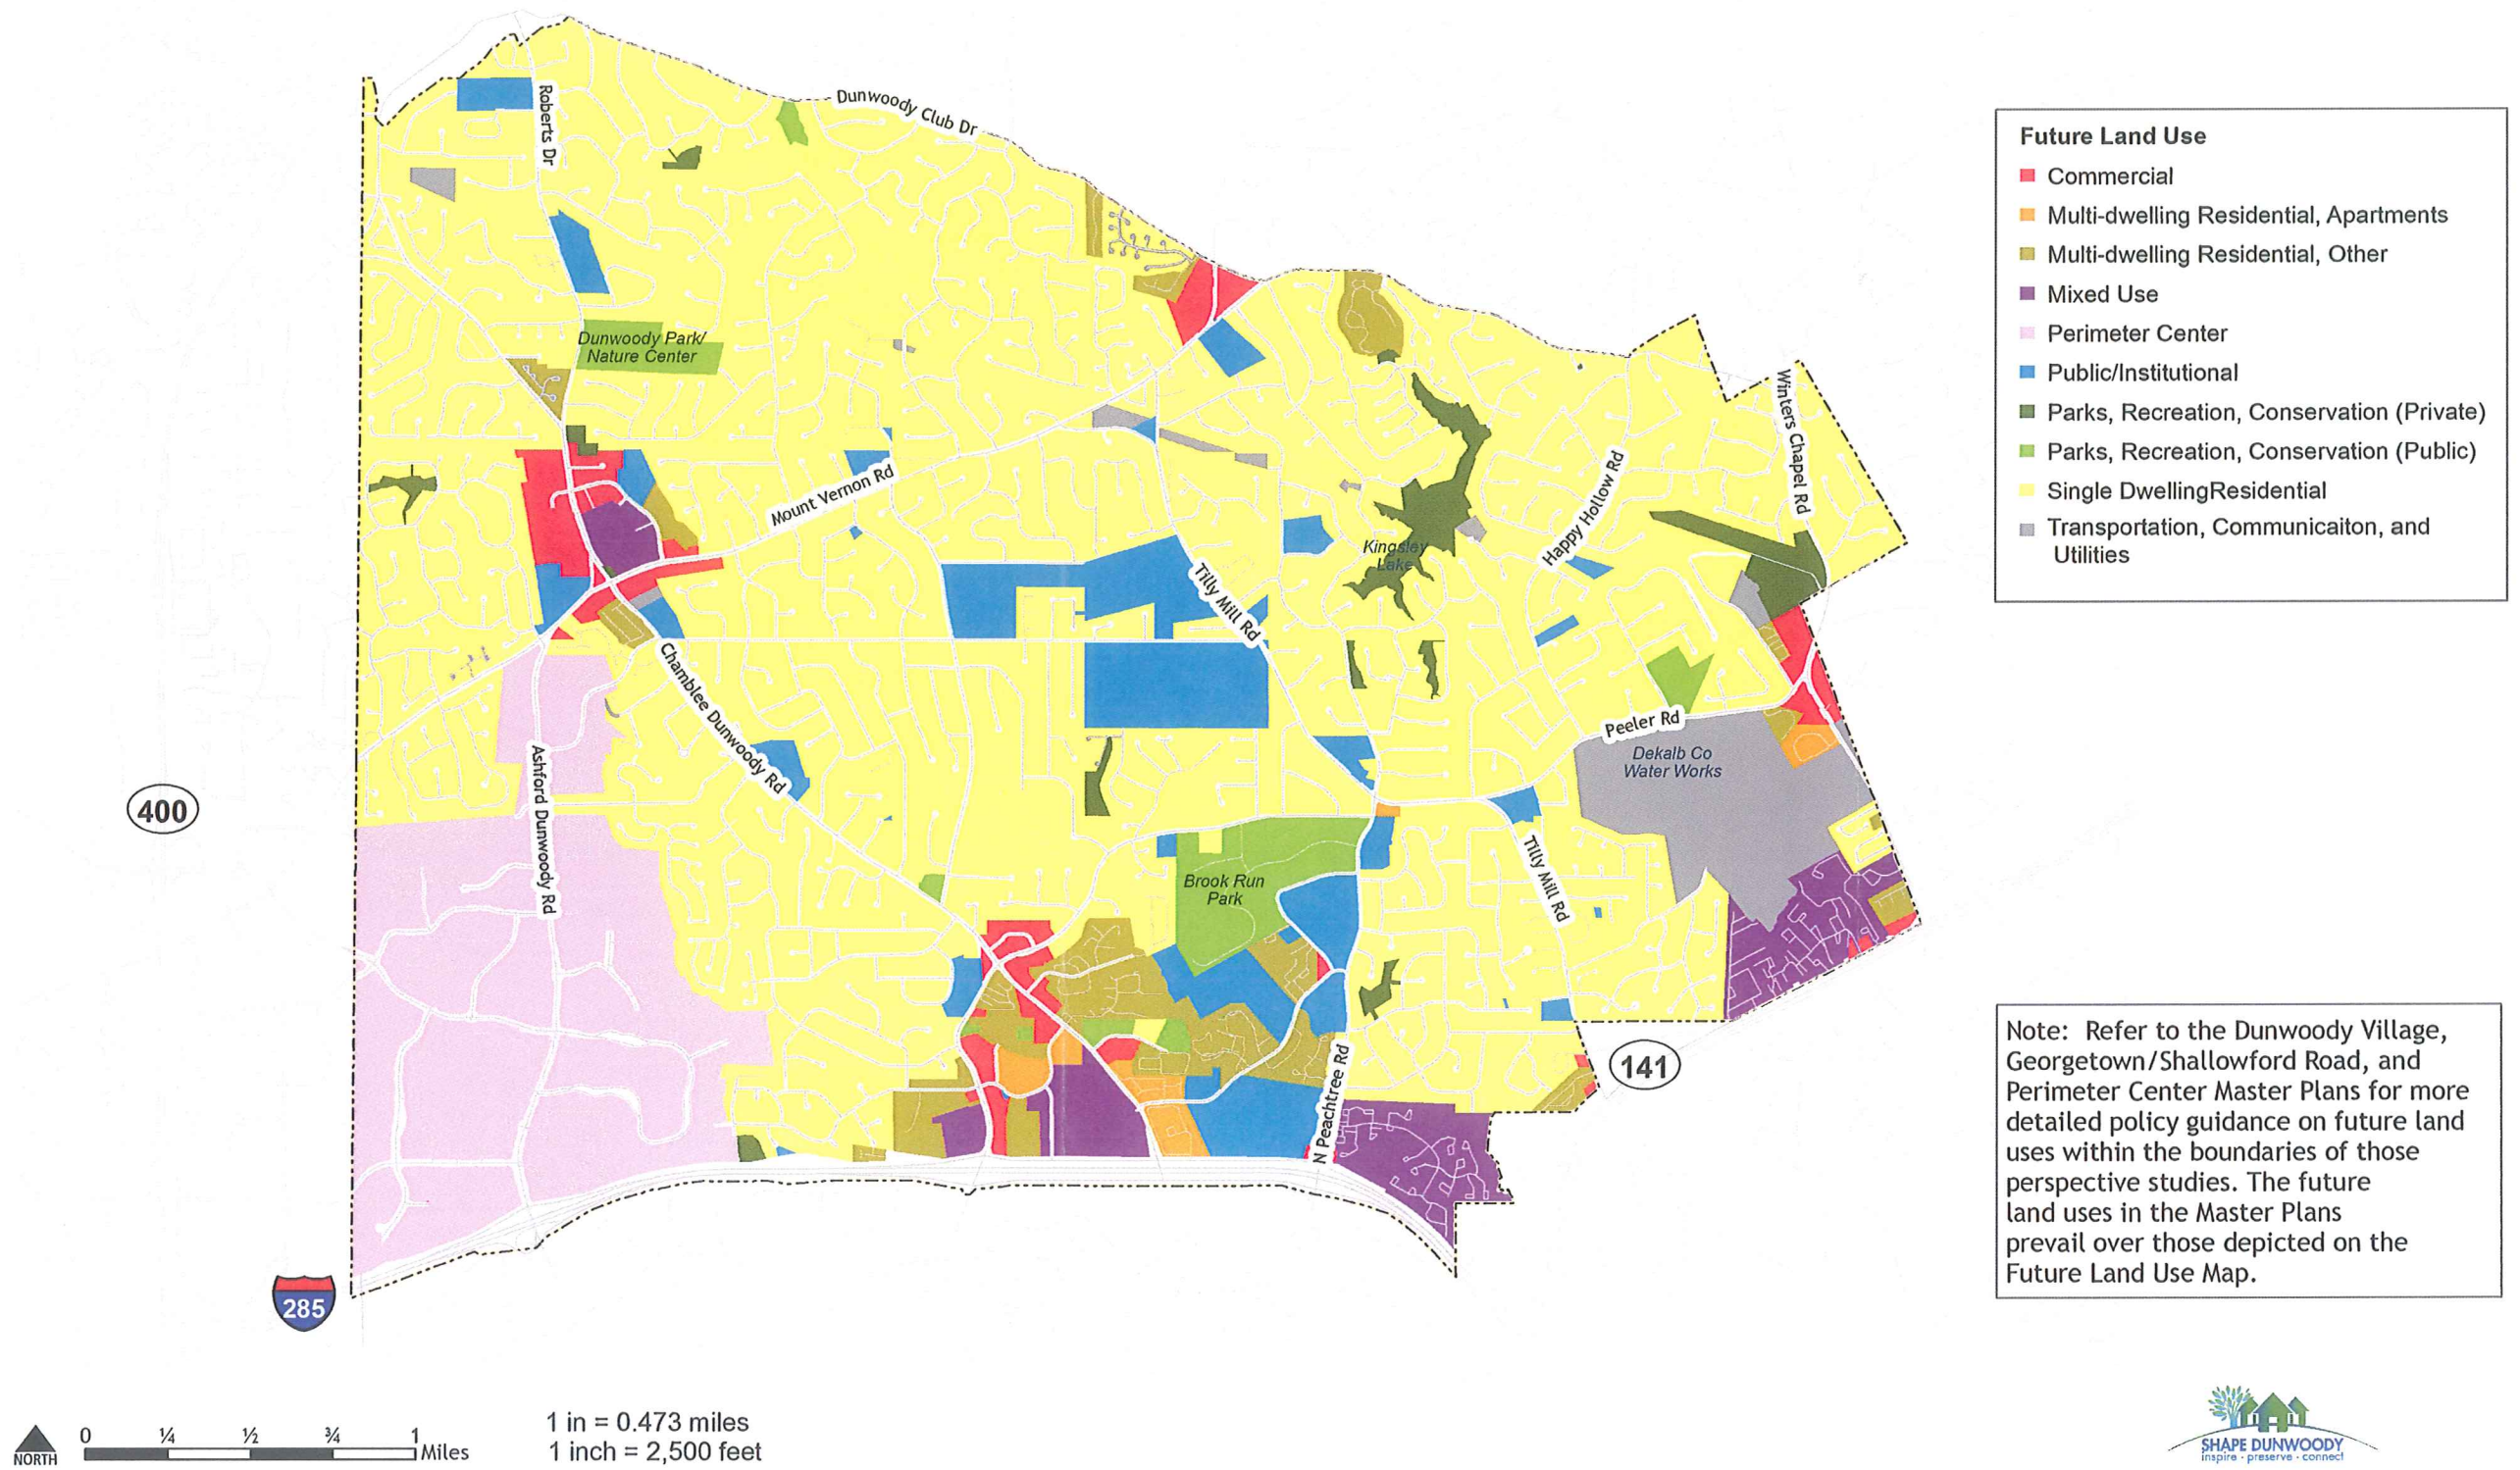 Roberts Dr
Dunwoody Club Dr
Dunwoody Park/
Nature Center
Mount Vernon Rd
Winters Chapel Rd
Happy Hollow Rd
Kingsley
Lake
Tilly Mill Rd
Chamblee Dunwoody Rd
Peeler Rd
Dekalb Co
Water Works
Ashford Dunwoody Rd
400
Tilly Mill Rd
Brook Run
Park
N Peachtree Rd
141
285
Future Land Use
Commercial
Multi-dwelling Residential, Apartments
Multi-dwelling Residential, Other
Mixed Use
Perimeter Center
Public/Institutional
Parks, Recreation, Conservation (Private)
Parks, Recreation, Conservation (Public)
Single DwellingResidential
Transportation, Communicaiton, and
Utilities
Note: Refer to the Dunwoody Village,
Georgetown/Shallowford Road, and
Perimeter Center Master Plans for more
detailed policy guidance on future land
uses within the boundaries of those
perspective studies. The future
land uses in the Master Plans
prevail over those depicted on the
Future Land Use Map.
NORTH
0 ¼ ½ ¾ 1
Miles
1 in = 0.473 miles
1 inch = 2,500 feet
SHAPE DUNWOODY
inspire - preserve - connect